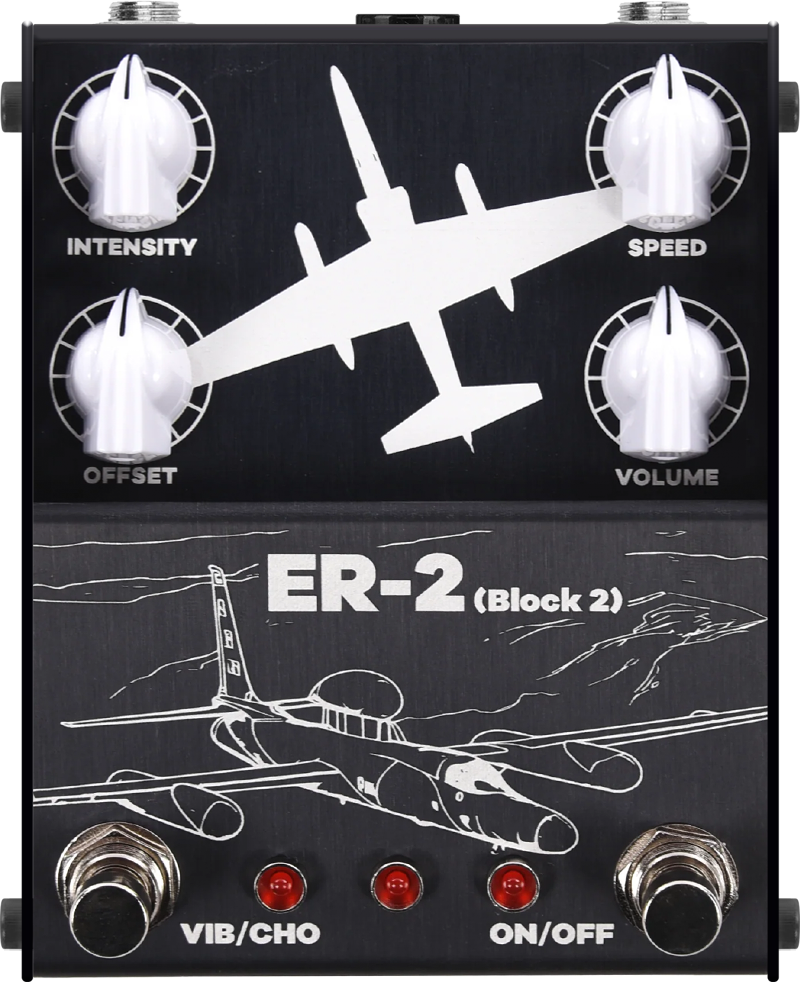 INTENSITY
SPEED
OFFSET
VOLUME
ER-2 (Block 2)
VIB/CHO
ON/OFF